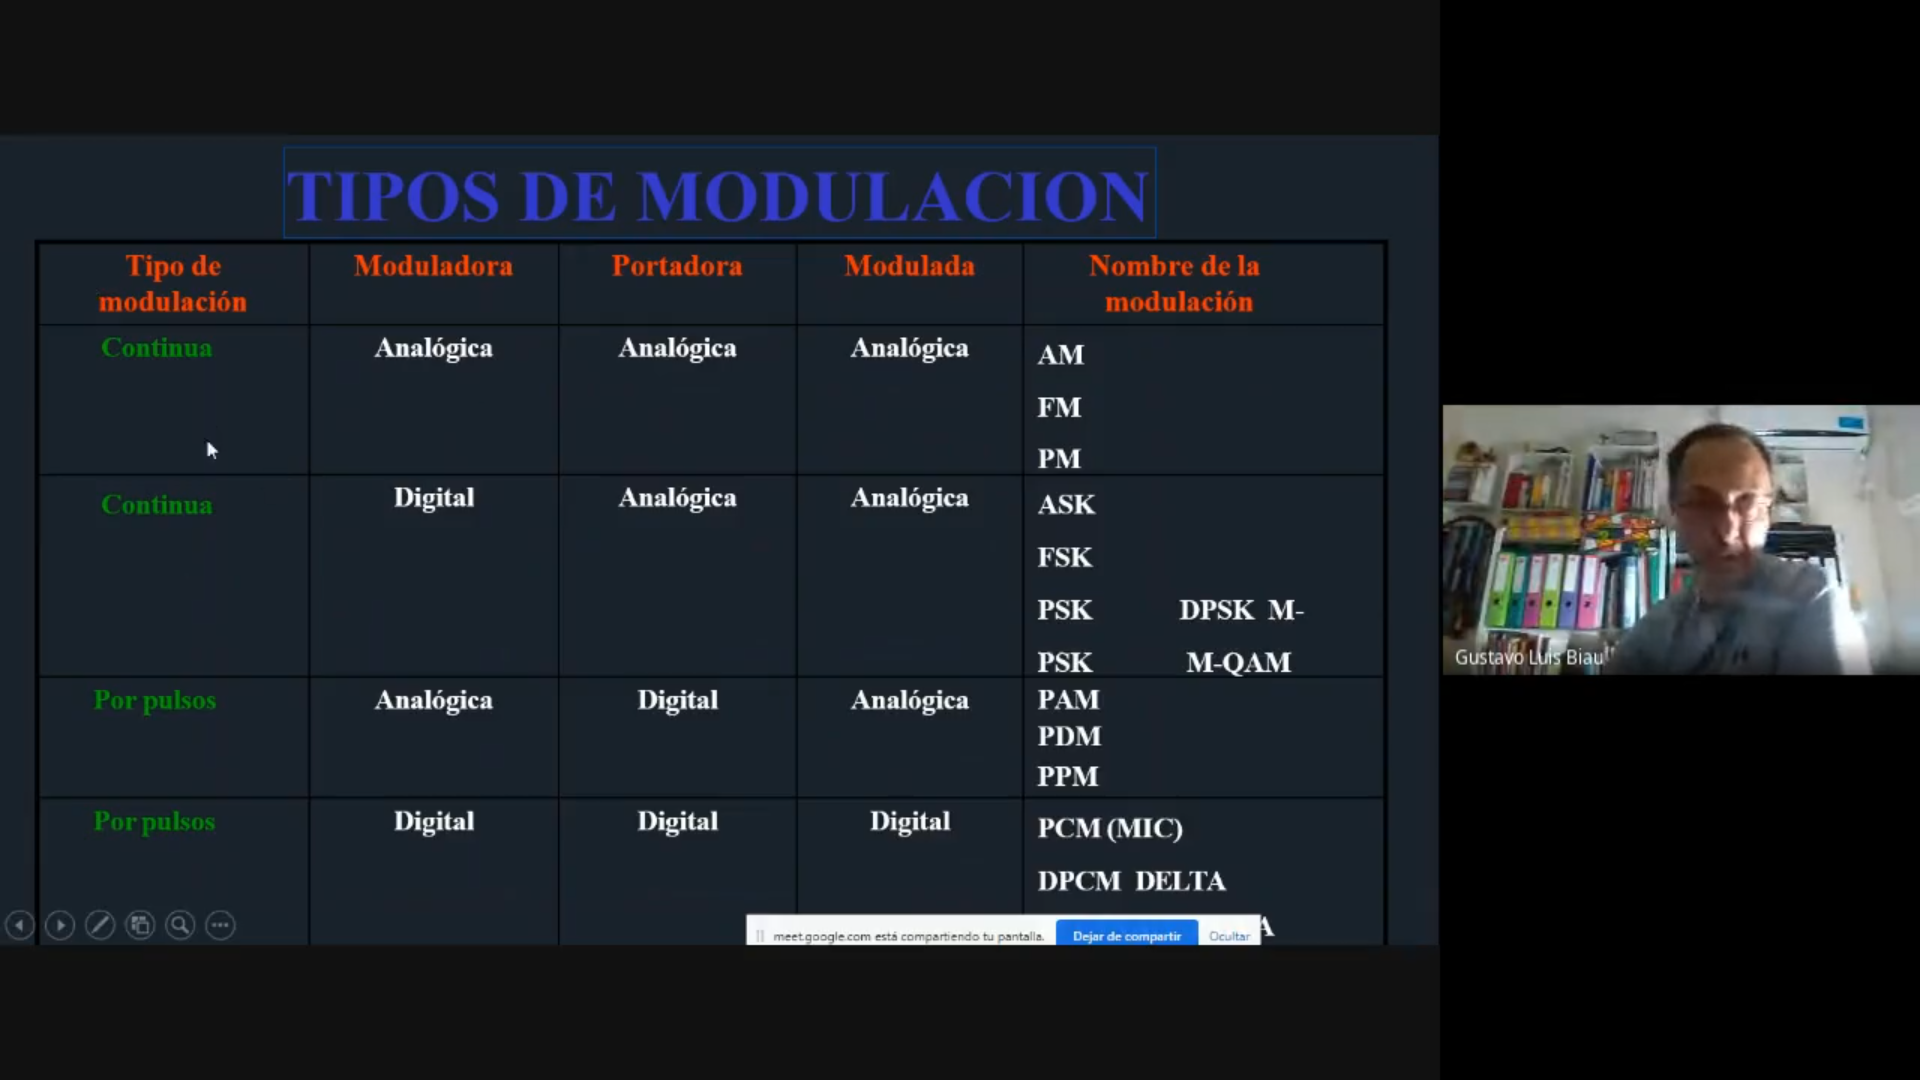 TIPOS DE MODULACION
Tipo de modulación Moduladora Portadora Modulada Nombre de la modulación
Continua Analógica Analógica Analógica AM
FM
PM
Continua Digital Analógica Analógica ASK
FSK
PSK DPSK M-
PSK M-QAM
Por pulsos Analógica Digital Analógica PAM
PDM
PPM
Por pulsos Digital Digital Digital PCM (MIC)
DPCM DELTA
A
meet.google.com está compartiendo tu pantalla. Dejar de compartir Ocultar
Gustavo Luis Biau